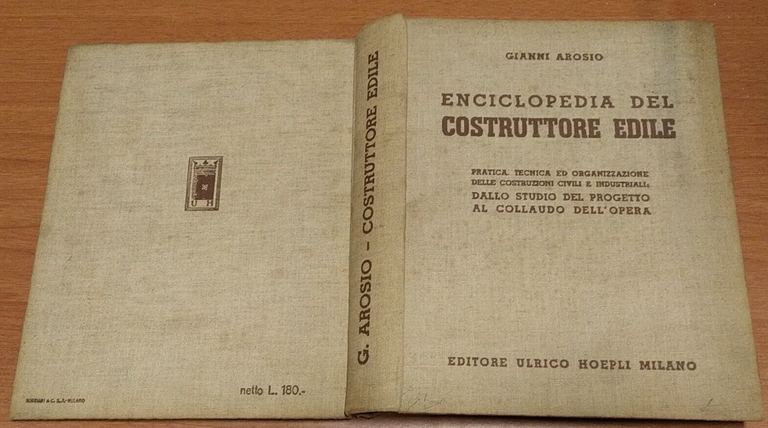 GIANNI AROSIO
ENCICLOPEDIA DEL
COSTRUTTORE EDILE
PRATICA, TECNICA ED ORGANIZZAZIONE
DELLE COSTRUZIONI CIVILI E INDUSTRIALI:
DALLO STUDIO DEL PROGETTO
AL COLLAUDO DELL'OPERA
EDITORE ULRICO HOEPLI MILANO
G. AROSIO - COSTRUTTORE EDILE
U H
netto L. 180,-
& C. S.A.-MILANO